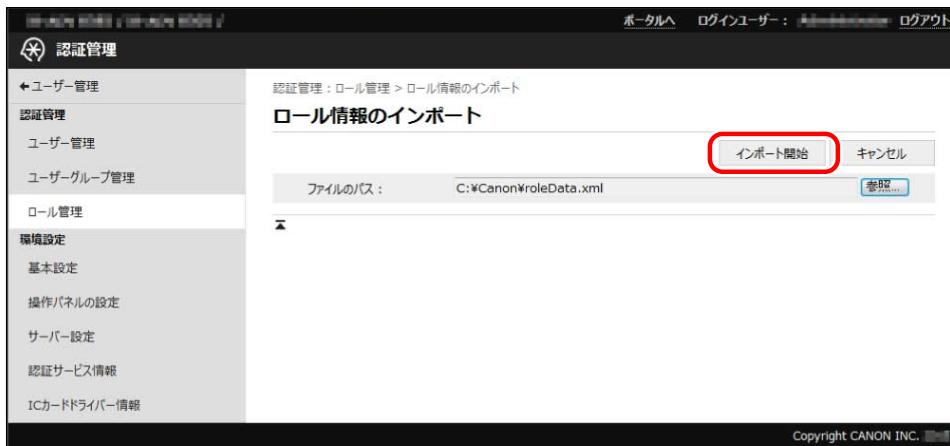 ポータルへ ログインユーザー： ログアウト
認証管理
←ユーザー管理
認証管理
ユーザー管理
ユーザーグループ管理
ロール管理
環境設定
基本設定
操作パネルの設定
サーバー設定
認証サービス情報
ICカードドライバー情報
認証管理：ロール管理 > ロール情報のインポート
ロール情報のインポート
インポート開始 キャンセル
ファイルのパス： C:¥Canon¥roleData.xml 参照...
Copyright CANON INC.